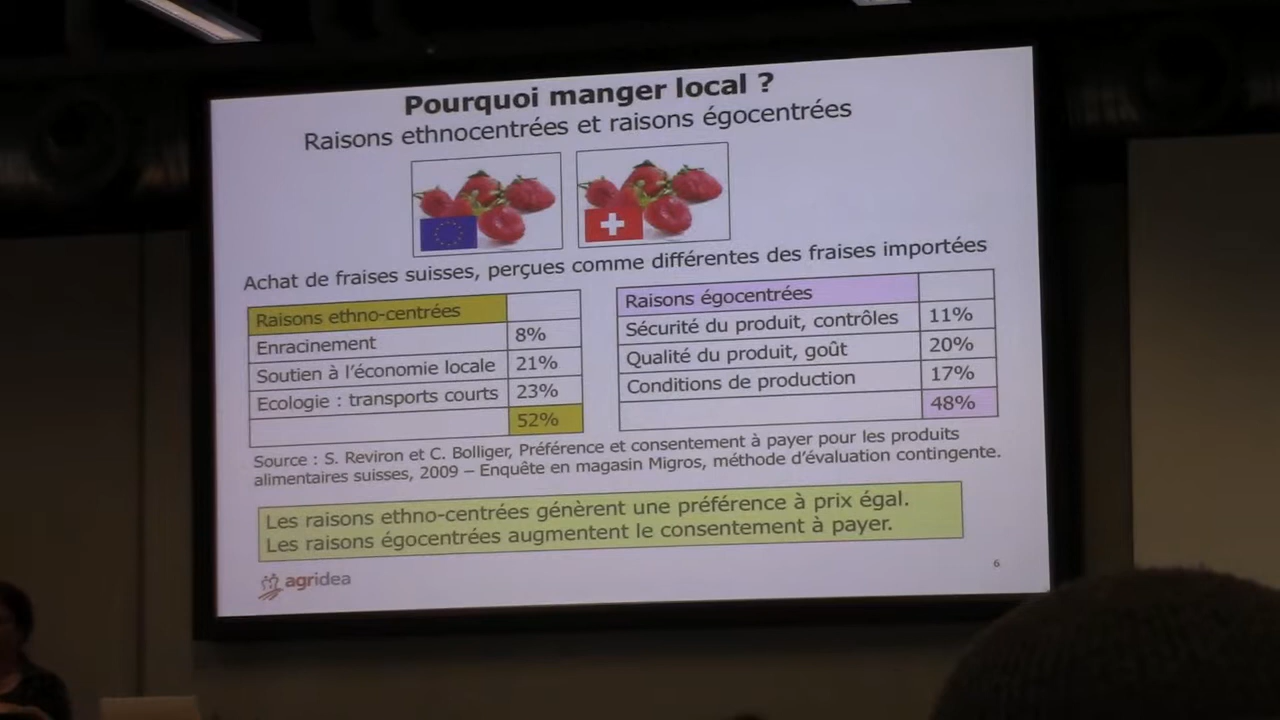 Pourquoi manger local ?
Raisons ethnocentrées et raisons égocentrées
Achat de fraises suisses, perçues comme différentes des fraises importées
Raisons ethno-centrées
Enracinement 8%
Soutien à l'économie locale 21%
Ecologie : transports courts 23%
52%
Raisons égocentrées
Sécurité du produit, contrôles 11%
Qualité du produit, goût 20%
Conditions de production 17%
48%
Source : S. Reviron et C. Bolliger, Préférence et consentement à payer pour les produits
alimentaires suisses, 2009 – Enquête en magasin Migros, méthode d'évaluation contingente.
Les raisons ethno-centrées génèrent une préférence à prix égal.
Les raisons égocentrées augmentent le consentement à payer.
agridea
6